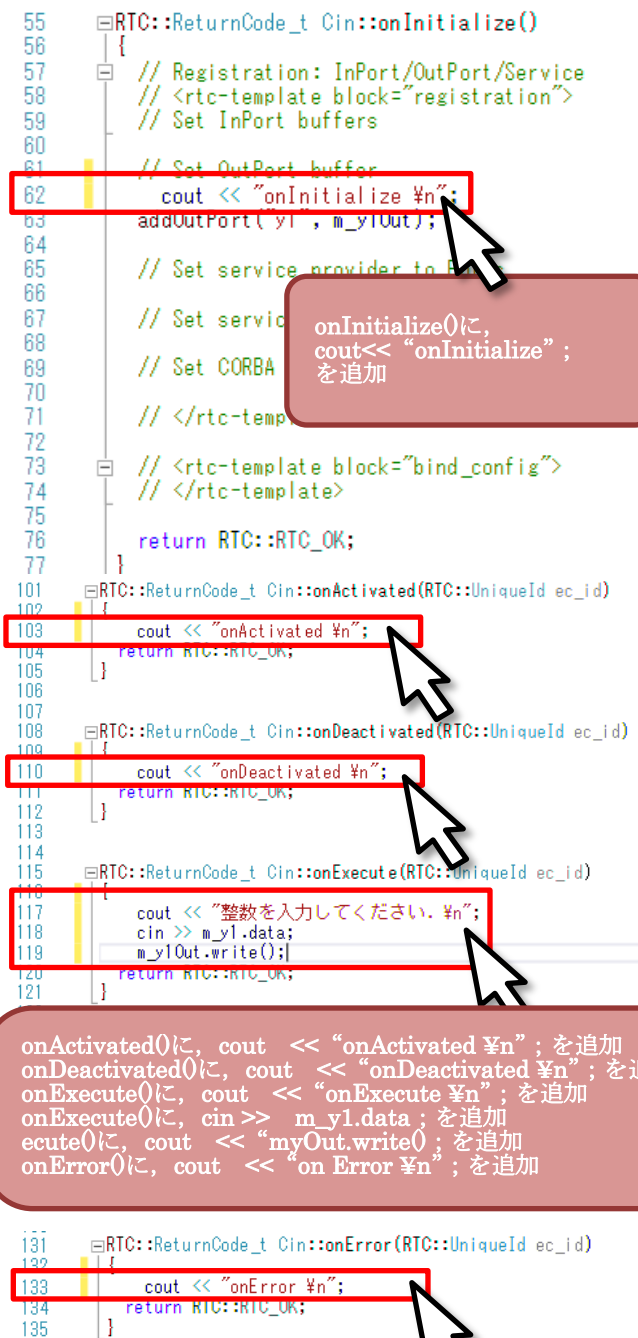 55 RTC::ReturnCode_t Cin::onInitialize()
56 {
57 // Registration: InPort/OutPort/Service
58 // <rtc-template block="registration">
59 // Set InPort buffers
60
61 // Set OutPort buffer
62 cout << "onInitialize ¥n";
63 addOutPort("y1", m_y1Out);
64
65 // Set service provider to
66
67 // Set servic
68
69 // Set CORBA
70
71 // </rtc-temp
72
73 // <rtc-template block="bind_config">
74 // </rtc-template>
75
76 return RTC::RTC_OK;
77 }
onInitialize()に,
cout<< “onInitialize” ;
を追加
101 RTC::ReturnCode_t Cin::onActivated(RTC::UniqueId ec_id)
102 {
103 cout << "onActivated ¥n";
104 return RTC::RTC_OK;
105 }
106
107
108 RTC::ReturnCode_t Cin::onDeactivated(RTC::UniqueId ec_id)
109 {
110 cout << "onDeactivated ¥n";
111 return RTC::RTC_OK;
112 }
113
114
115 RTC::ReturnCode_t Cin::onExecute(RTC::UniqueId ec_id)
116 {
117 cout << "整数を入力してください. ¥n";
118 cin >> m_y1.data;
119 m_y1Out.write();
120 return RTC::RTC_OK;
121 }
onActivated()に, cout << “onActivated ¥n” ; を追加
onDeactivated()に, cout << “onDeactivated ¥n” ; を追
onExecute()に, cout << “onExecute ¥n” ; を追加
onExecute()に, cin >> m_y1.data ; を追加
ecute()に, cout << “myOut.write() ; を追加
onError()に, cout << “on Error ¥n” ; を追加
131 RTC::ReturnCode_t Cin::onError(RTC::UniqueId ec_id)
132 {
133 cout << "onError ¥n";
134 return RTC::RTC_OK;
135 }